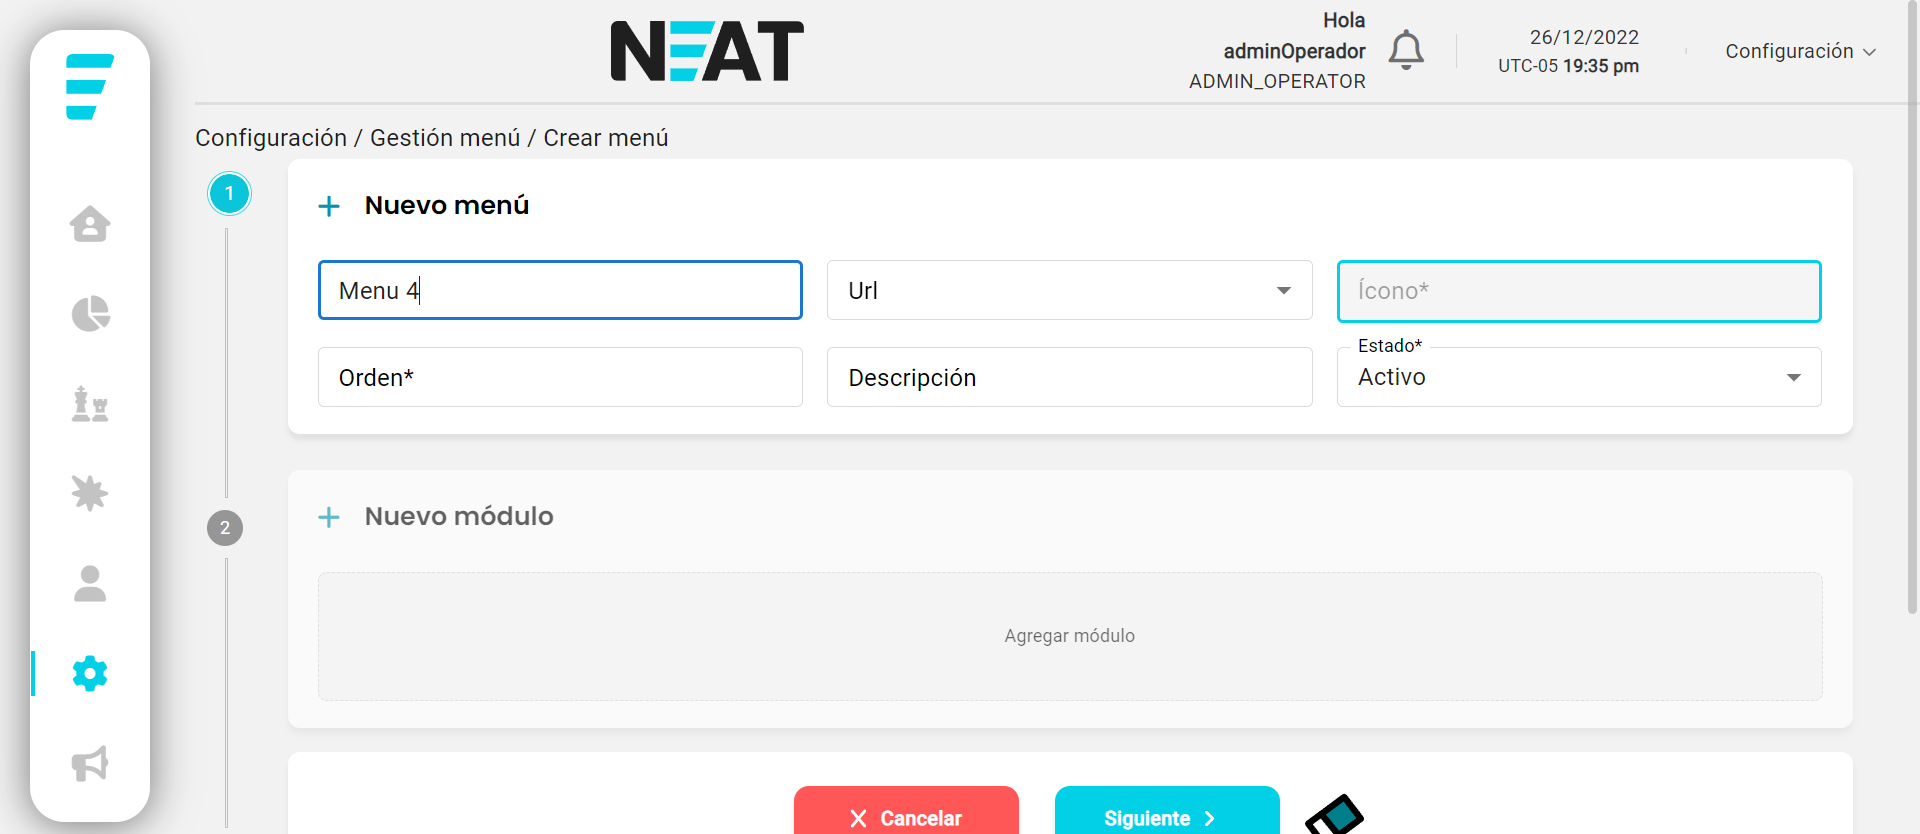 NEAT
Hola
adminOperador
ADMIN_OPERATOR
26/12/2022
UTC-05 19:35 pm
Configuración
Configuración / Gestión menú / Crear menú
1
Nuevo menú
Menu 4
Url
Ícono*
Orden*
Descripción
Estado*
Activo
2
Nuevo módulo
Agregar módulo
Cancelar
Siguiente